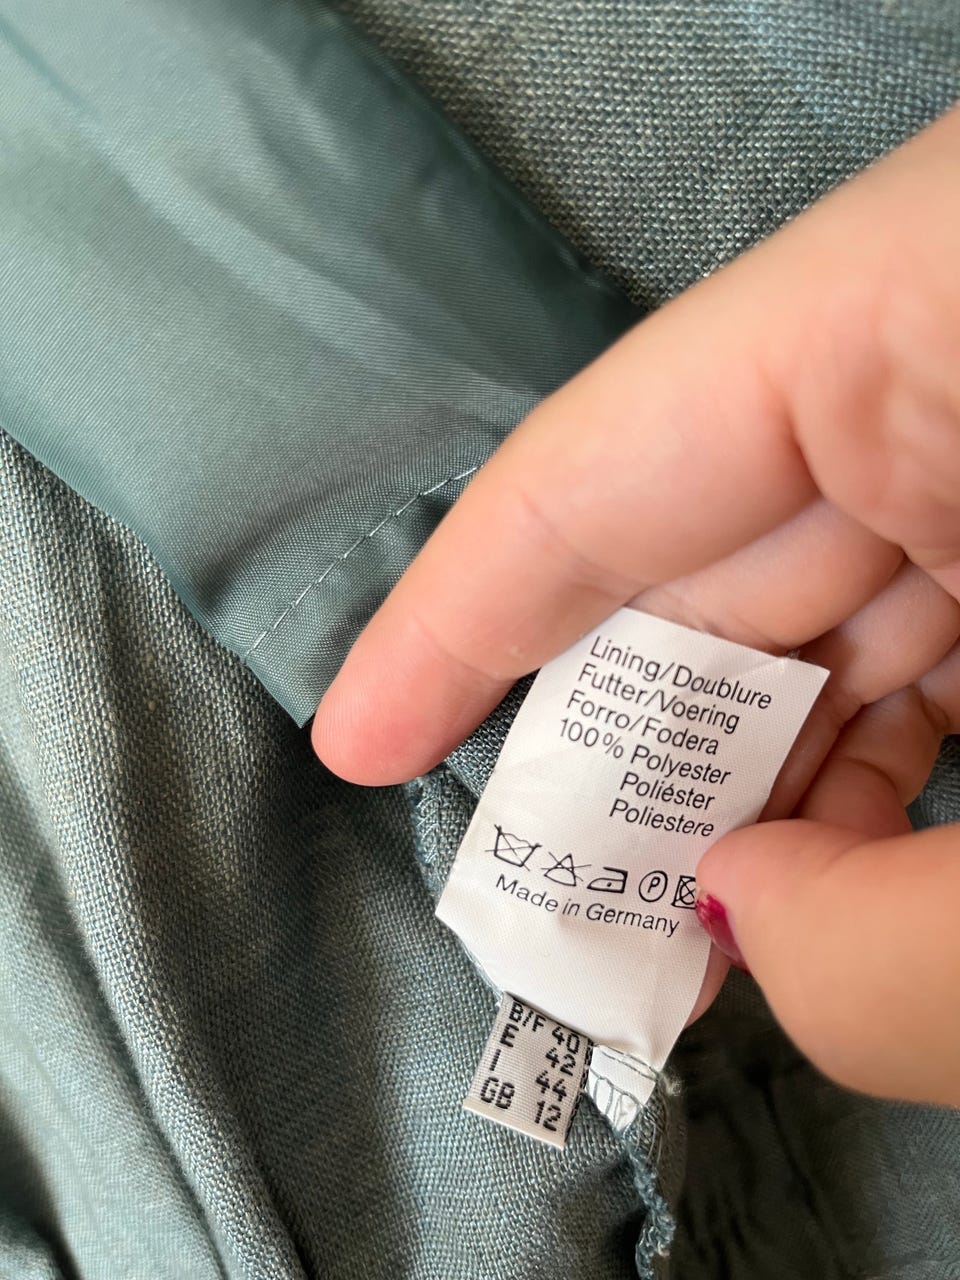 Lining/Doublure
Futter/Voering
Forro/Fodera
100% Polyester
Poliéster
Poliestere
P
Made in Germany
B/F 40
E 42
I 44
GB 12